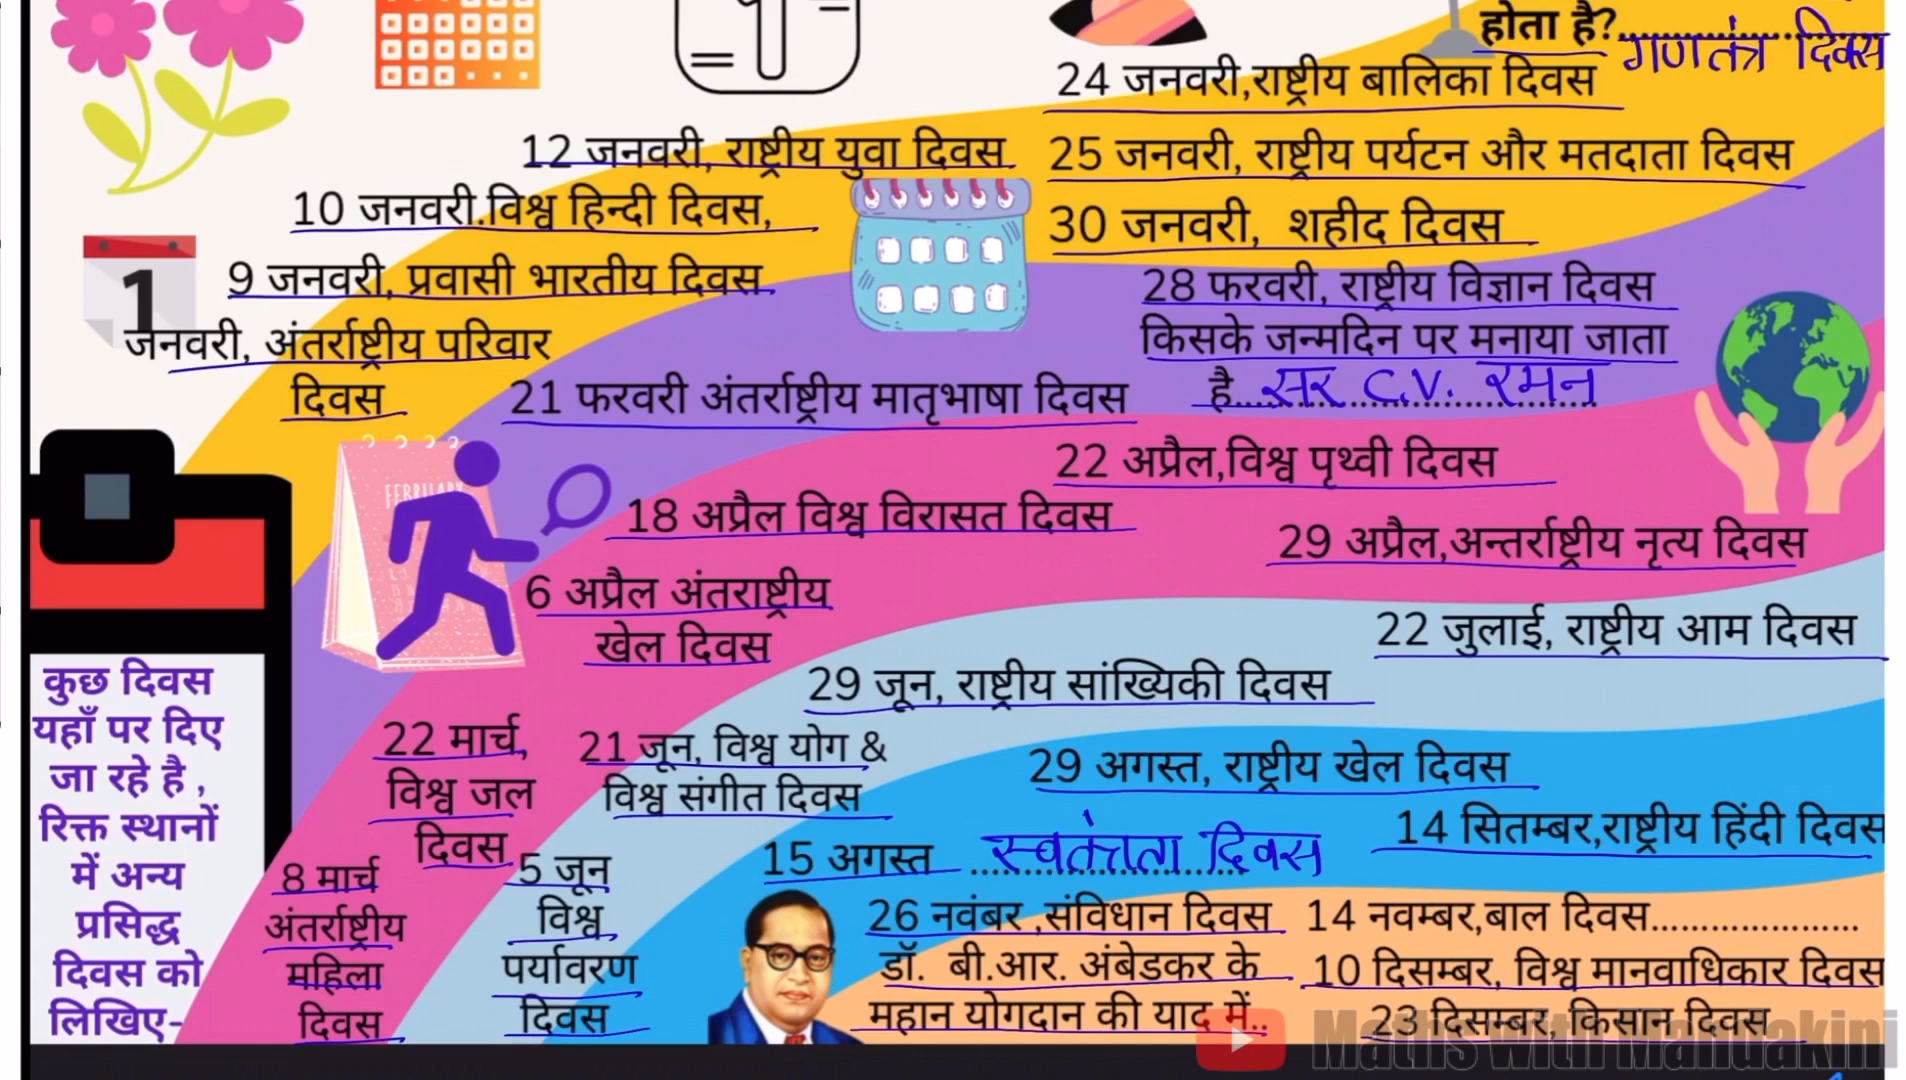 होता है?..........
गणतंत्र दिवस
24 जनवरी,राष्ट्रीय बालिका दिवस
12 जनवरी, राष्ट्रीय युवा दिवस
25 जनवरी, राष्ट्रीय पर्यटन और मतदाता दिवस
10 जनवरी.विश्व हिन्दी दिवस,
30 जनवरी, शहीद दिवस
9 जनवरी, प्रवासी भारतीय दिवस
28 फरवरी, राष्ट्रीय विज्ञान दिवस
किसके जन्मदिन पर मनाया जाता
है... सर C.V. रमन
1
जनवरी, अंतर्राष्ट्रीय परिवार
दिवस
21 फरवरी अंतर्राष्ट्रीय मातृभाषा दिवस
FEBRUARY
22 अप्रैल,विश्व पृथ्वी दिवस
18 अप्रैल विश्व विरासत दिवस
29 अप्रैल,अन्तर्राष्ट्रीय नृत्य दिवस
6 अप्रैल अंतराष्ट्रीय
खेल दिवस
22 जुलाई, राष्ट्रीय आम दिवस
29 जून, राष्ट्रीय सांख्यिकी दिवस
कुछ दिवस
यहाँ पर दिए
जा रहे है ,
रिक्त स्थानों
में अन्य
प्रसिद्ध
दिवस को
लिखिए-
22 मार्च,
विश्व जल
दिवस
21 जून, विश्व योग &
विश्व संगीत दिवस
29 अगस्त, राष्ट्रीय खेल दिवस
14 सितम्बर,राष्ट्रीय हिंदी दिवस
15 अगस्त स्वतंत्रता दिवस
8 मार्च
अंतर्राष्ट्रीय
महिला
दिवस
5 जून
विश्व
पर्यावरण
दिवस
26 नवंबर ,संविधान दिवस
डॉ. बी.आर. अंबेडकर के
महान योगदान की याद में..
14 नवम्बर,बाल दिवस....................
10 दिसम्बर, विश्व मानवाधिकार दिवस
23 दिसम्बर, किसान दिवस
Maths with Mandakini